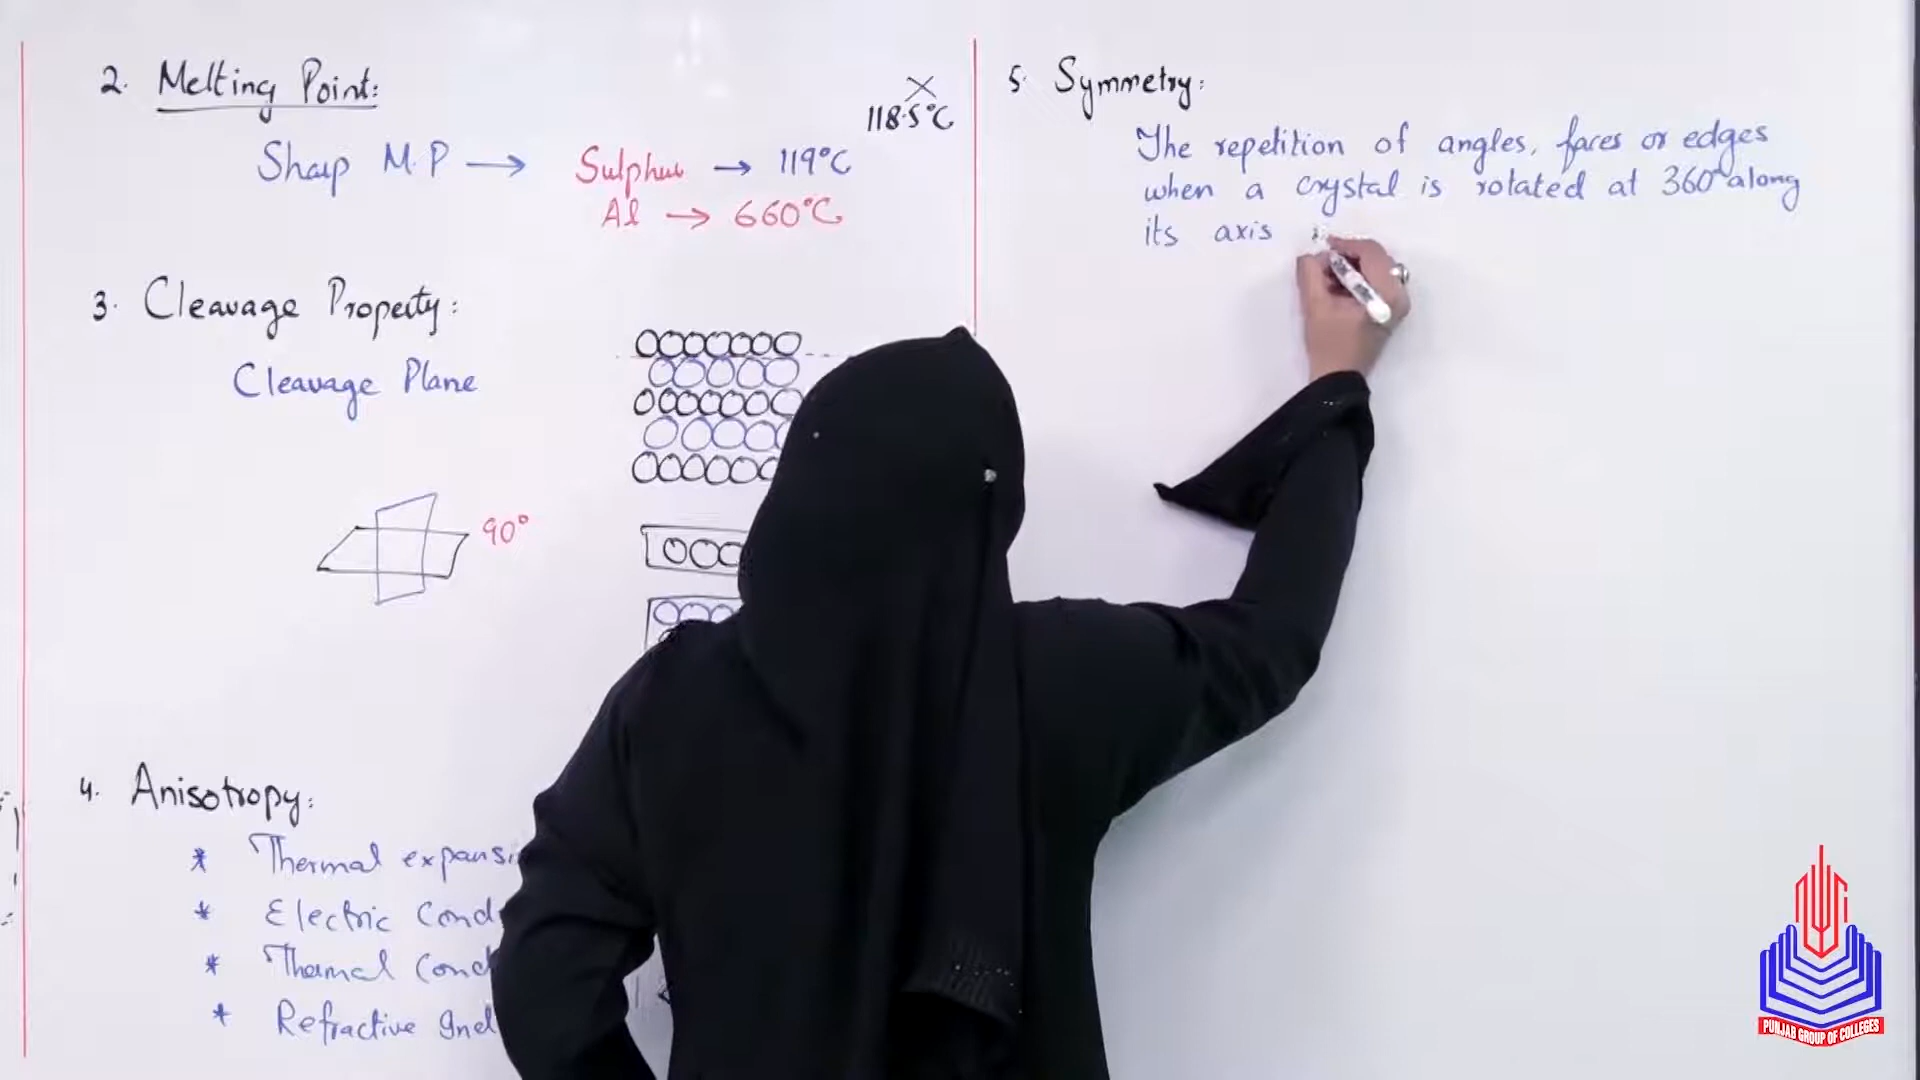 2. Melting Point:
Sharp M.P → Sulphur → 119°C
118.5°C
Al → 660°C
3. Cleavage Property:
Cleavage Plane
90°
4. Anisotropy:
* Thermal expansi
* Electric Cond
* Thermal Cond
* Refractive Ind
5. Symmetry:
The repetition of angles, faces or edges
when a crystal is rotated at 360° along
its axis
PUNJAB GROUP OF COLLEGES